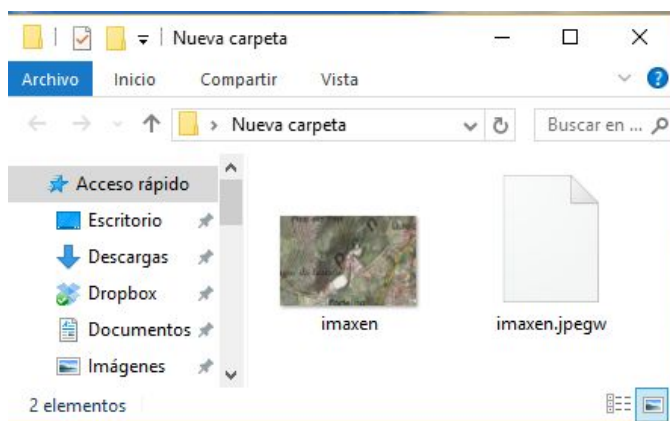 Nueva carpeta
Archivo Inicio Compartir Vista
Nueva carpeta
Buscar en ...
Acceso rápido
Escritorio
Descargas
Dropbox
Documentos
Imágenes
imaxen
imaxen.jpegw
2 elementos